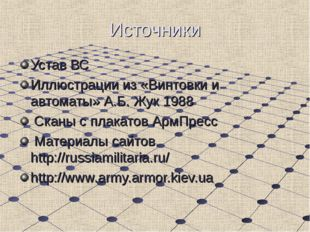 Источники
Устав ВС
Иллюстрации из «Винтовки и
автоматы» А.Б. Жук 1988
Сканы с плакатов АрмПресс
Материалы сайтов
http://russiamilitaria.ru/
http://www.army.armor.kiev.ua